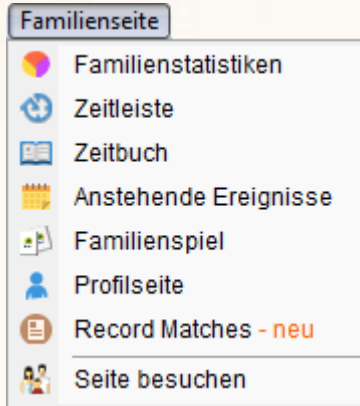 Familienseite
Familienstatistiken
Zeitleiste
Zeitbuch
Anstehende Ereignisse
Familienspiel
Profilseite
Record Matches - neu
Seite besuchen